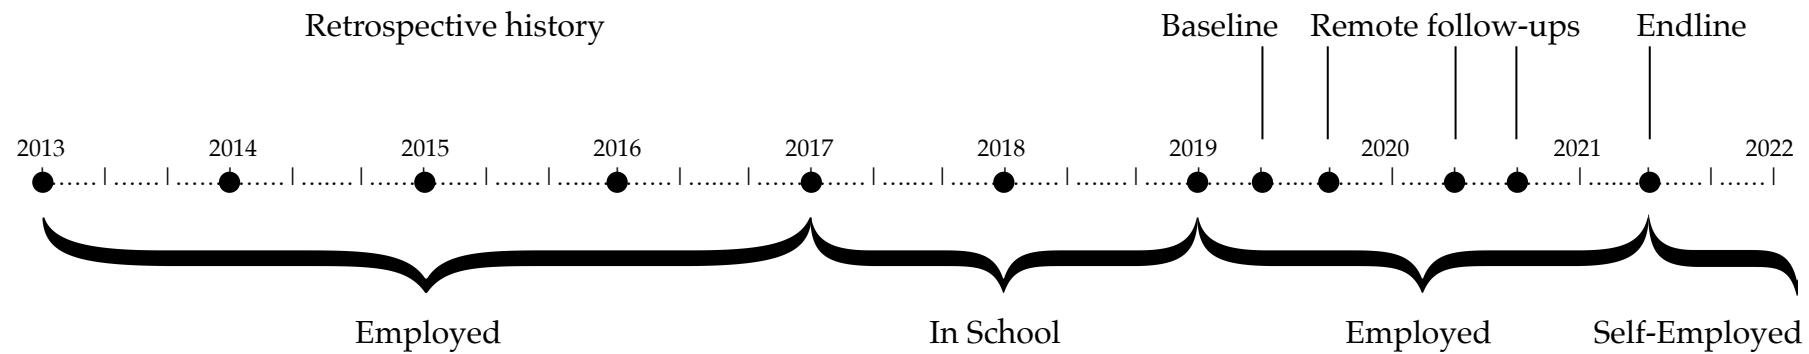 Retrospective history Baseline Remote follow-ups Endline
2013 2014 2015 2016 2017 2018 2019 2020 2021 2022
Employed In School Employed Self-Employed